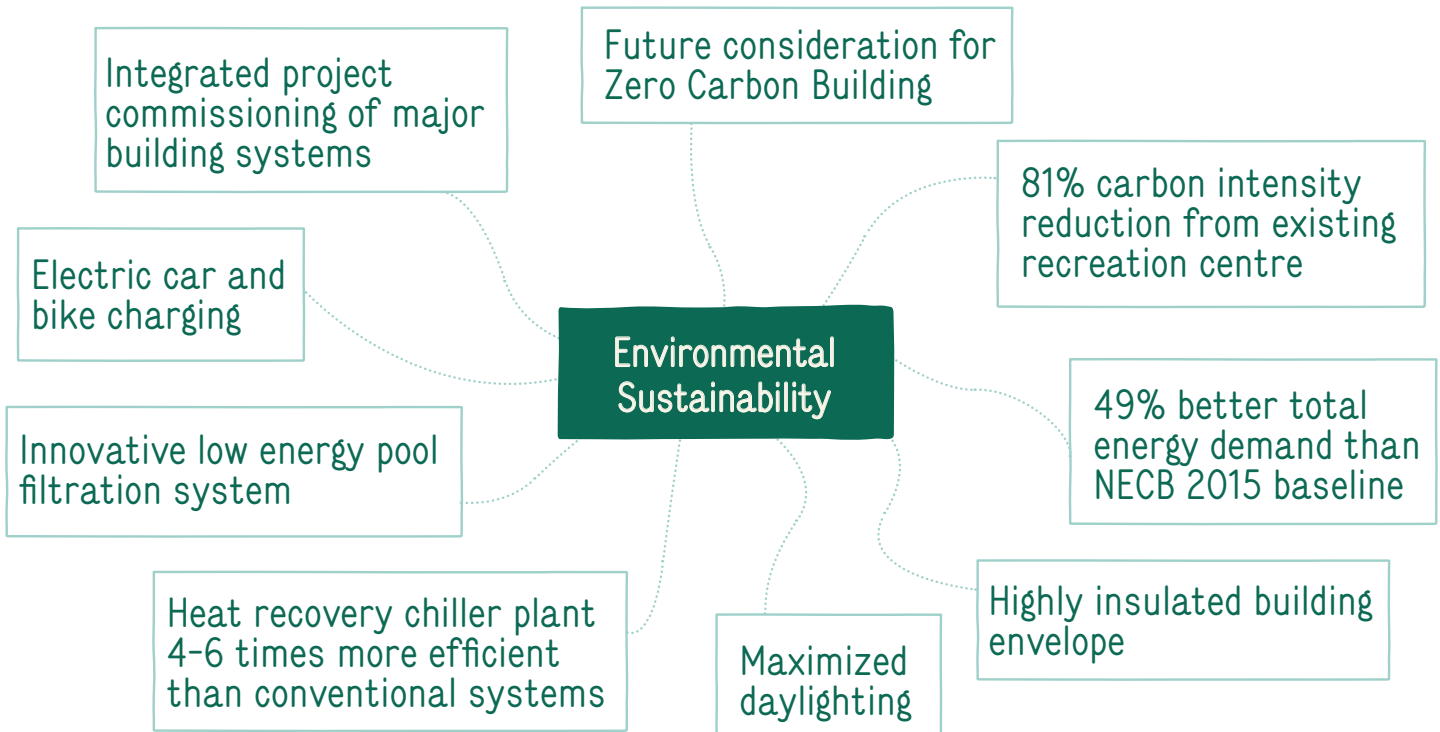 Integrated project
commissioning of major
building systems
Future consideration for
Zero Carbon Building
81% carbon intensity
reduction from existing
recreation centre
Electric car and
bike charging
Environmental
Sustainability
49% better total
energy demand than
NECB 2015 baseline
Innovative low energy pool
filtration system
Highly insulated building
envelope
Heat recovery chiller plant
4-6 times more efficient
than conventional systems
Maximized
daylighting